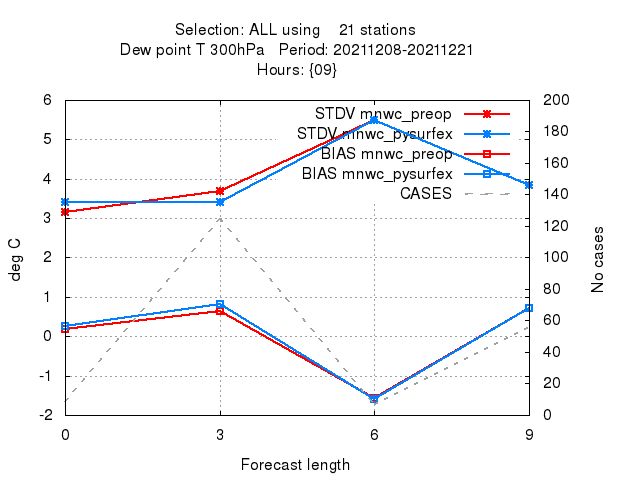 Selection: ALL using    21 stations
Dew point T 300hPa   Period: 20211208-20211221
Hours: {09}
STDV mnwc_preop
STDV mnwc_pysurfex
BIAS mnwc_preop
BIAS mnwc_pysurfex
CASES
deg C
6
5
4
3
2
1
0
-1
-2
200
180
160
140
120
100
80
60
40
20
0
No cases
0 3 6 9
Forecast length